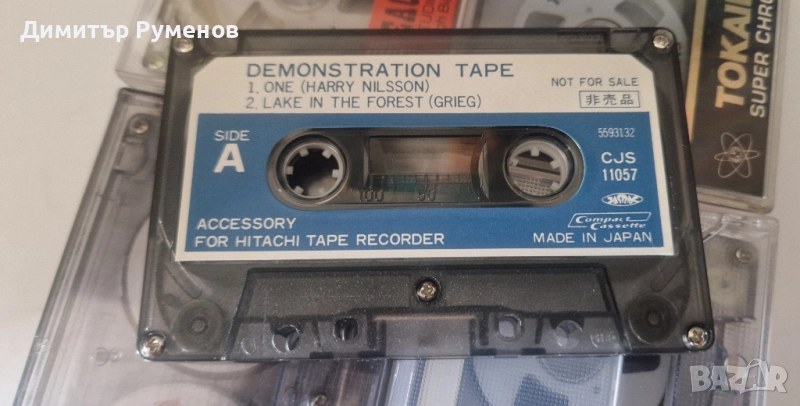 Димитър Руменов
TOKAI
SUPER CHRO
DEMONSTRATION TAPE
1. ONE (HARRY NILSSON)
2. LAKE IN THE FOREST (GRIEG)
NOT FOR SALE
非売品
SIDE
A
5593132
CJS
11057
100 50
ACCESSORY
FOR HITACHI TAPE RECORDER
Compact
Cassette
MADE IN JAPAN
BAZAR